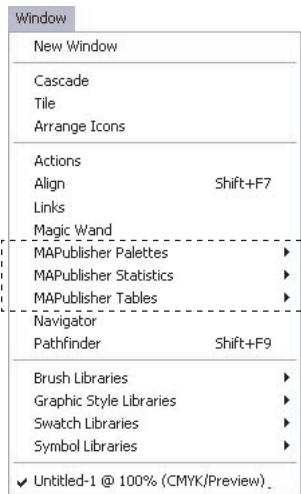 Window
New Window
Cascade
Tile
Arrange Icons
Actions
Align Shift+F7
Links
Magic Wand
MAPublisher Palettes
MAPublisher Statistics
MAPublisher Tables
Navigator
Pathfinder Shift+F9
Brush Libraries
Graphic Style Libraries
Swatch Libraries
Symbol Libraries
✓ Untitled-1 @ 100% (CMYK/Preview)